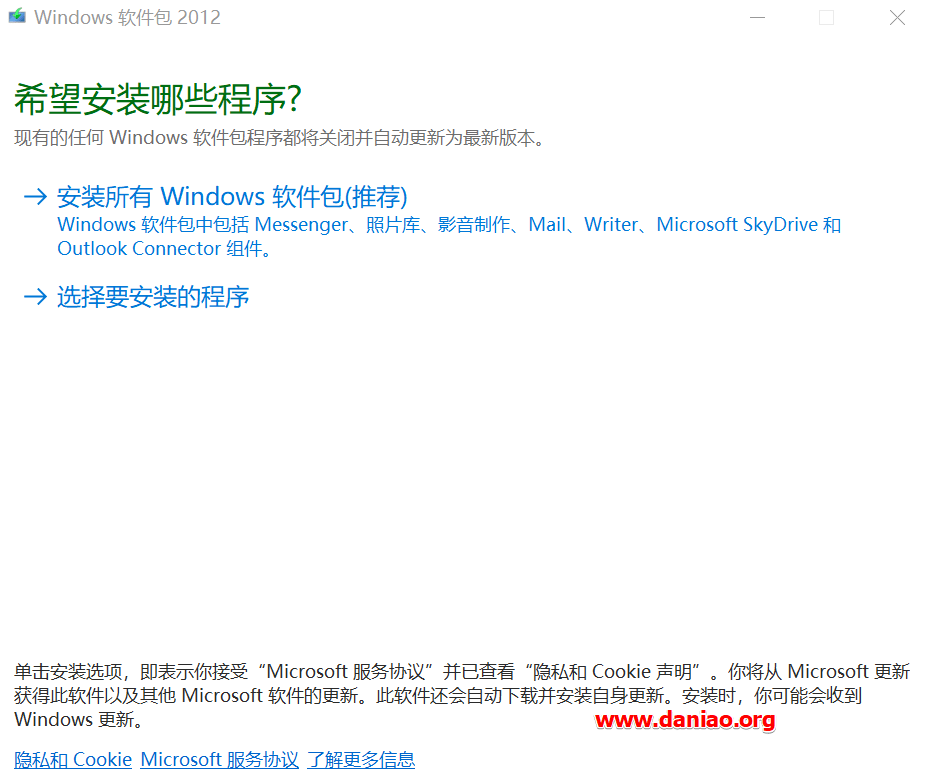 Windows 软件包 2012
希望安装哪些程序?
现有的任何 Windows 软件包程序都将关闭并自动更新为最新版本。
安装所有 Windows 软件包(推荐)
Windows 软件包中包括 Messenger、照片库、影音制作、Mail、Writer、Microsoft SkyDrive 和
Outlook Connector 组件。
选择要安装的程序
单击安装选项，即表示你接受“Microsoft 服务协议”并已查看“隐私和 Cookie 声明”。你将从 Microsoft 更新
获得此软件以及其他 Microsoft 软件的更新。此软件还会自动下载并安装自身更新。安装时，你可能会收到
Windows 更新。
www.daniao.org
隐私和 Cookie Microsoft 服务协议 了解更多信息